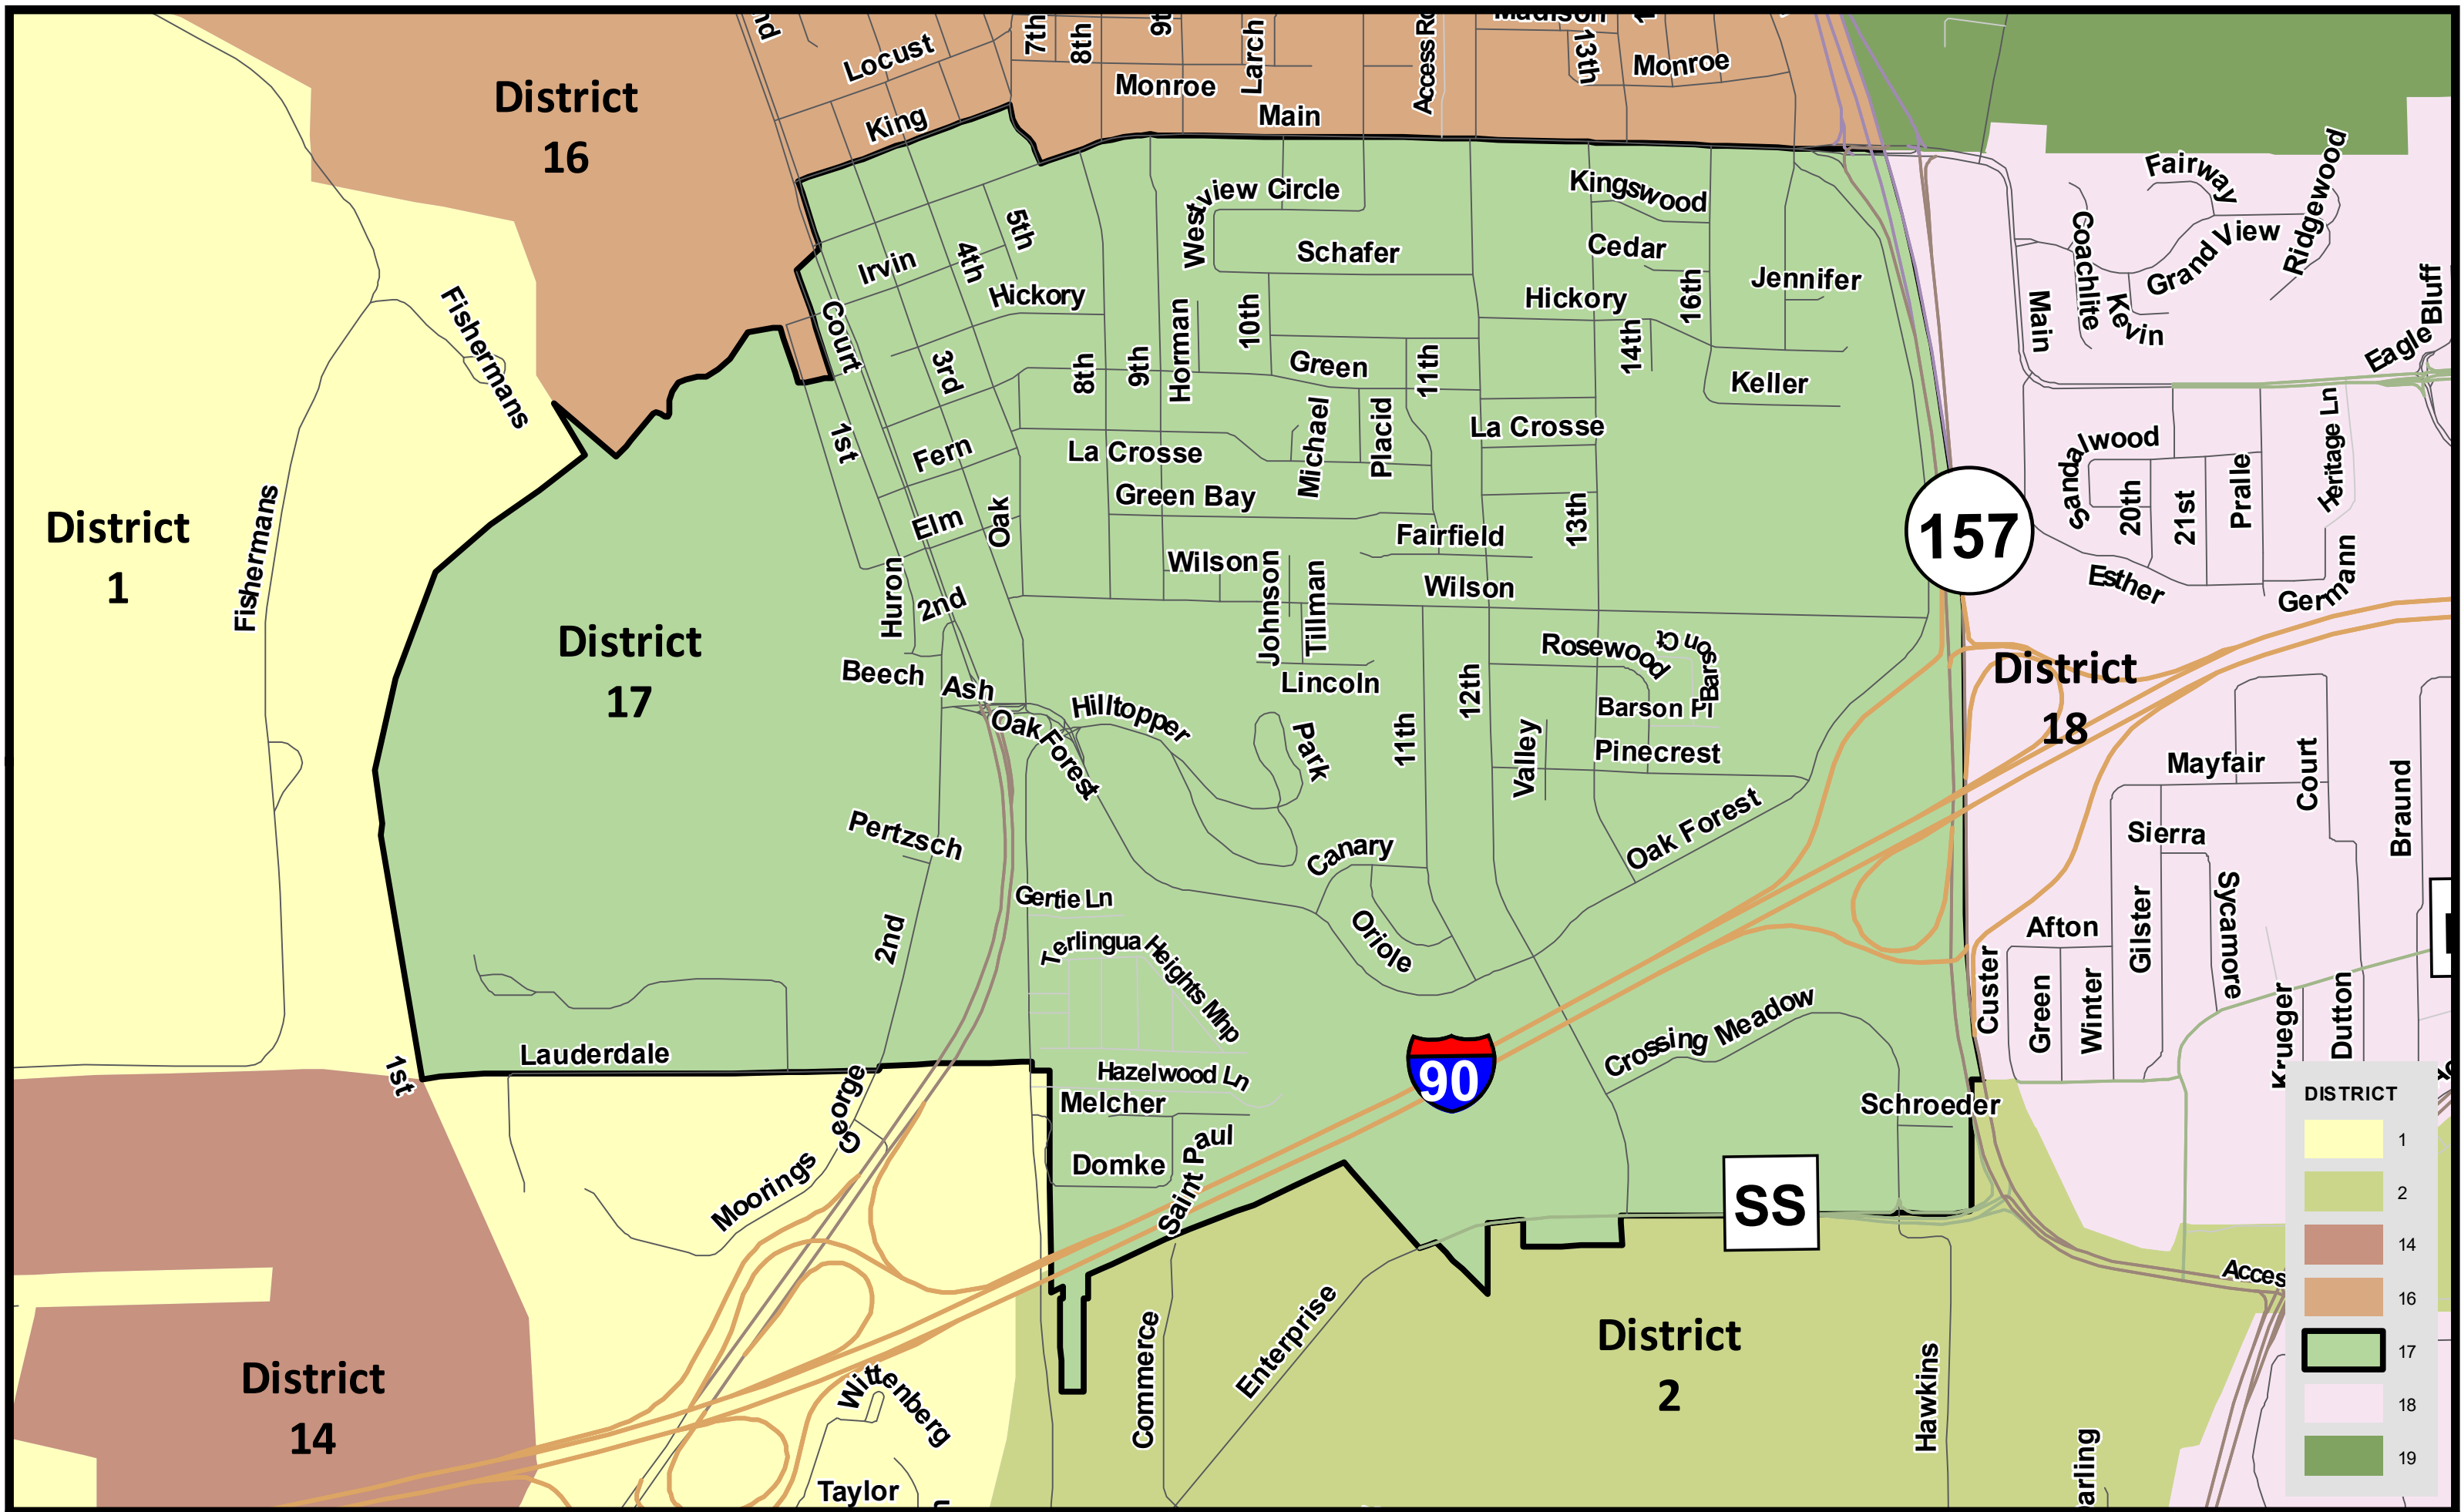 Locust
7th
8th
Larch
Madison
13th
Monroe
Access Rd
Monroe
Main
King
District
16
Westview Circle
Kingswood
Fairway
Ridgewood
Coachlite
Grand View
Kevin
Main
Eagle Bluff
5th
4th
Irvin
Hickory
Schafer
Cedar
Jennifer
Hickory
16th
14th
Court
Horman
10th
Green
11th
Keller
Fishermans
3rd
8th
9th
1st
Fern
La Crosse
Michael
Placid
La Crosse
Sandalwood
Heritage Ln
20th
21st
Pralle
Green Bay
Elm
Oak
Fairfield
13th
157
District
1
Fishermans
Wilson
Johnson
Tillman
Wilson
Esther
Germann
Huron
2nd
District
17
Beech
Ash
Lincoln
Rosewood
Barson Ct
Barson Pl
12th
District
18
Oak Forest
Hilltopper
Park
11th
Valley
Pinecrest
Mayfair
Court
Braund
Pertzsch
Canary
Oak Forest
Sierra
Gertie Ln
2nd
Oriole
Terlingua
Heights Mhp
Afton
Gilster
Sycamore
Custer
Green
Winter
Krueger
Dutton
Crossing Meadow
Lauderdale
1st
90
Hazelwood Ln
Melcher
George
Schroeder
Moorings
Domke
Saint Paul
SS
Commerce
Enterprise
District
2
Hawkins
District
14
Wittenberg
Taylor
DISTRICT
1
2
14
16
17
18
19